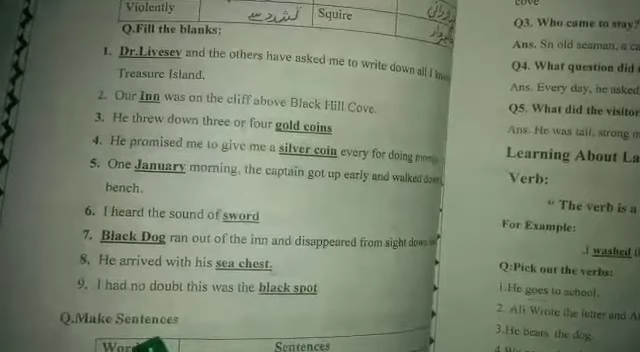 Violently
تشدد سے
Squire
Q.Fill the blanks:
1. Dr.Livesey and the others have asked me to write down all I
Treasure Island.
2. Our Inn was on the cliff above Black Hill Cove.
3. He threw down three or four gold coins
4. He promised me to give me a silver coin every for doing
5. One January morning, the captain got up early and walked
bench.
6. I heard the sound of sword
7. Black Dog ran out of the inn and disappeared from sight down
8. He arrived with his sea chest.
9. I had no doubt this was the black spot
Q.Make Sentences
Sentences
cove
Q3. Who came to stay?
Ans. Sn old seaman, a
Q4. What question did
Ans. Every day, he asked
Q5. What did the visitor
Ans. He was tall, strong
Learning About
Verb:
" The verb is a
For Example:
I washed
Q:Pick out the verbs:
1.He goes to school.
2. Ali Wrote the letter and
3.He bears the dog.